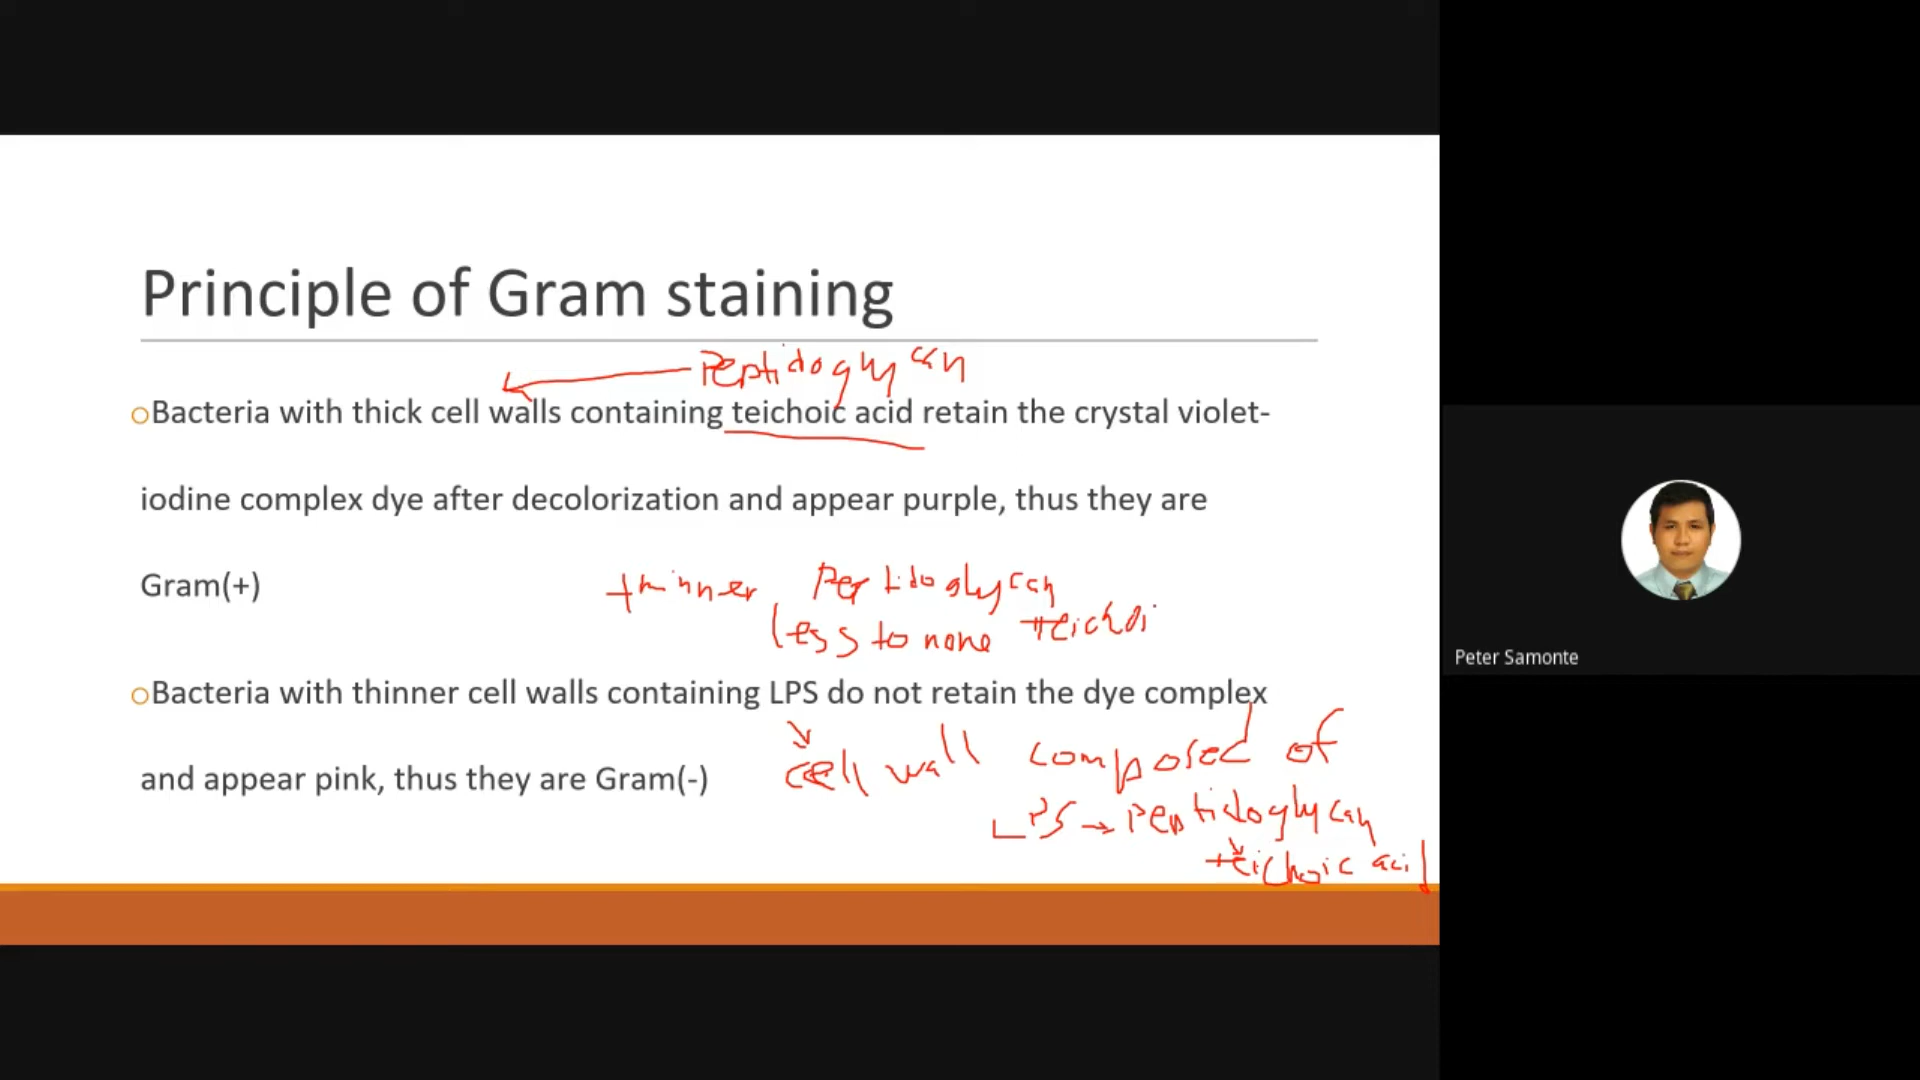 Principle of Gram staining
Peptidoglycan
oBacteria with thick cell walls containing teichoic acid retain the crystal violet-
iodine complex dye after decolorization and appear purple, thus they are
Gram(+)
thinner Peptidoglycan
less to none teichoi
oBacteria with thinner cell walls containing LPS do not retain the dye complex
and appear pink, thus they are Gram(-)
cell wall composed of
LPS → Peptidoglycan
teichoic acid
Peter Samonte